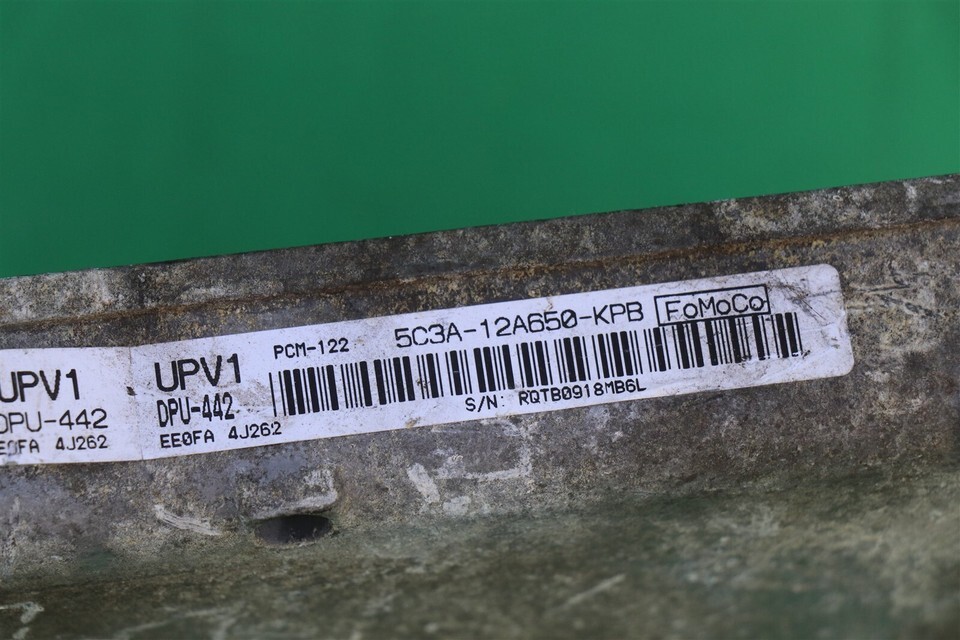 UPV1
DPU-442
EE0FA 4J262
UPV1
DPU-442
EE0FA 4J262
PCM-122
5C3A-12A650-KPB
FoMoCo
S/N: RQTB0918MB6L